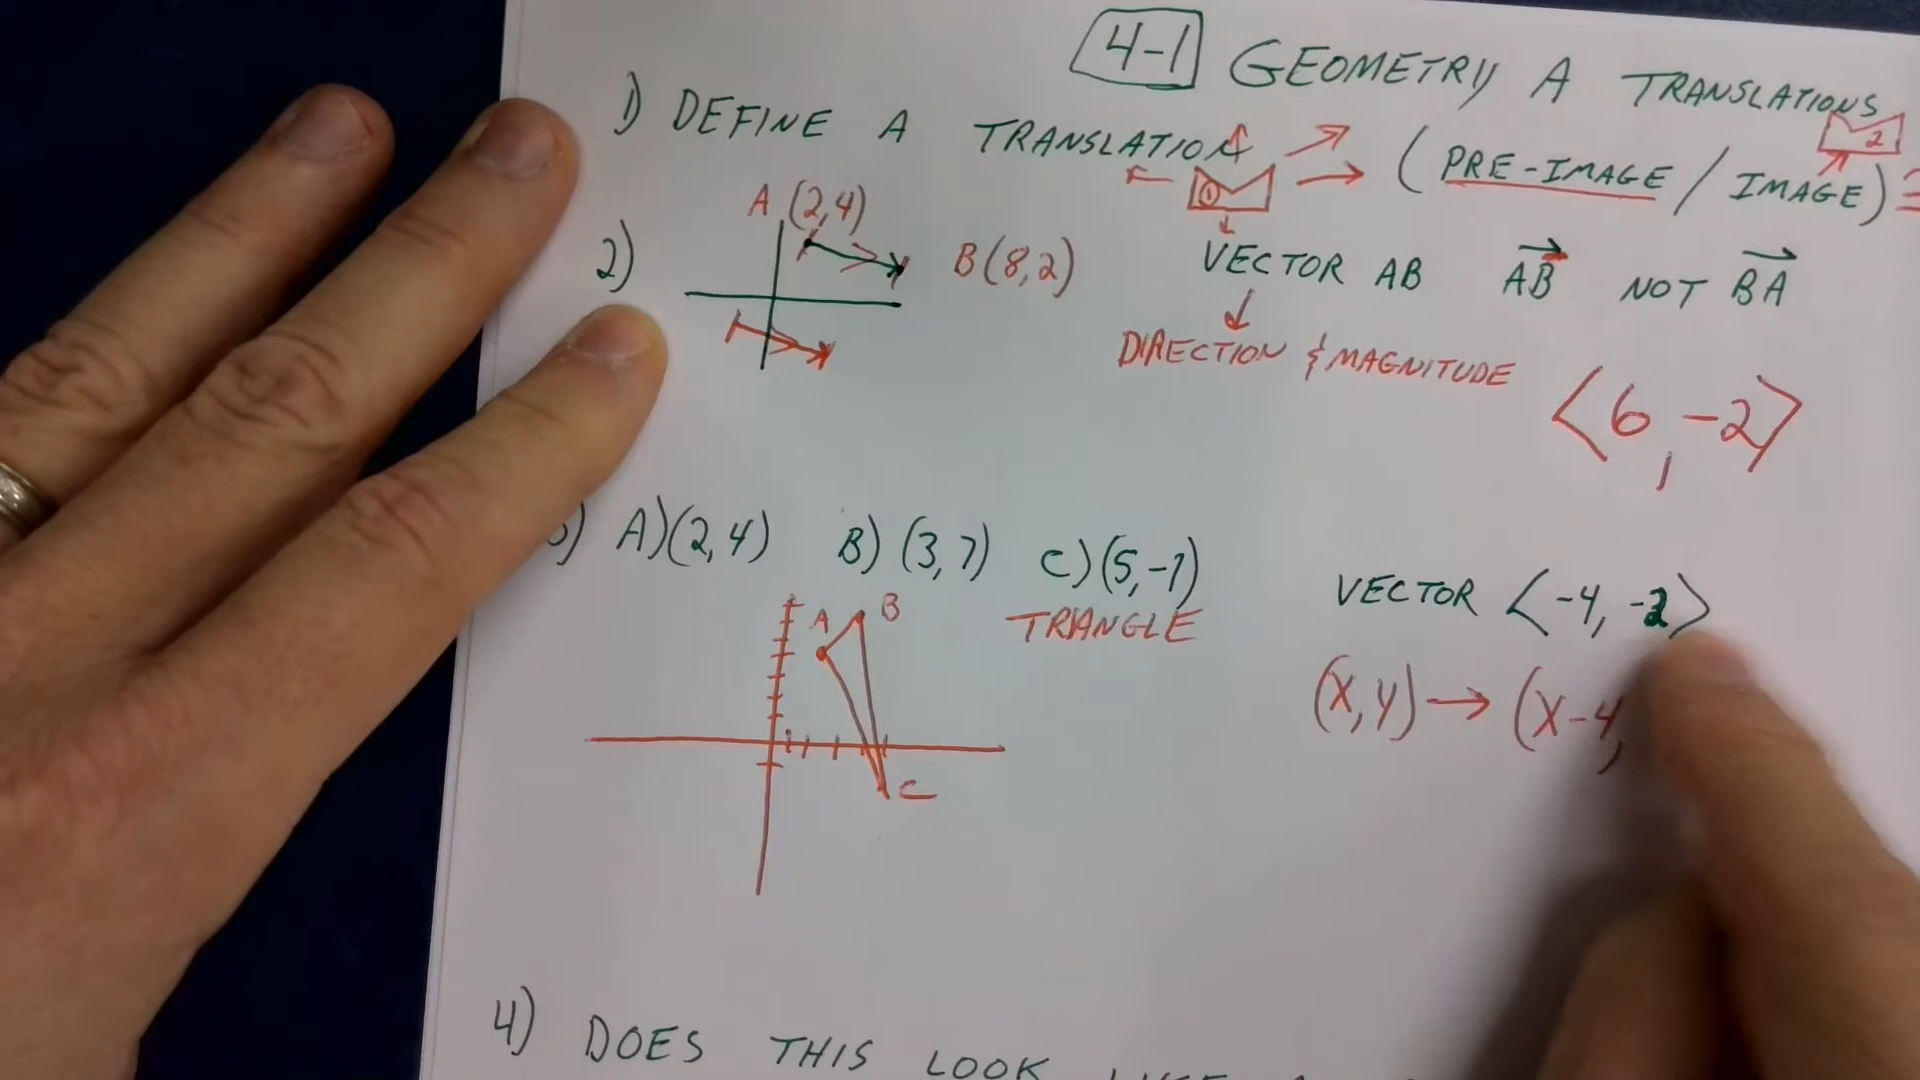 4-1 GEOMETRY A TRANSLATIONS
1) DEFINE A TRANSLATION (PRE-IMAGE / IMAGE)
1
2
2) A (2,4) B(8,2) VECTOR AB AB NOT BA
DIRECTION & MAGNITUDE
<6, -2>
) A)(2,4) B) (3,7) C)(5,-1) VECTOR <-4, -2>
TRIANGLE
A B
C
(X,Y) → (X-4,
4) DOES THIS LOOK